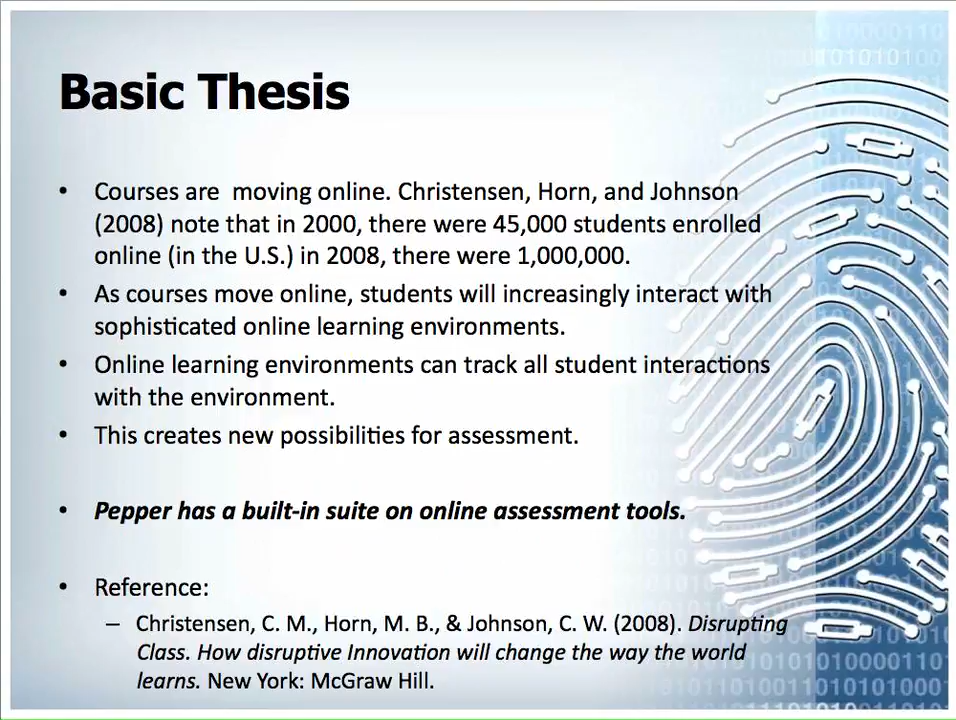 Basic Thesis
• Courses are  moving online. Christensen, Horn, and Johnson
(2008) note that in 2000, there were 45,000 students enrolled
online (in the U.S.) in 2008, there were 1,000,000.
• As courses move online, students will increasingly interact with
sophisticated online learning environments.
• Online learning environments can track all student interactions
with the environment.
• This creates new possibilities for assessment.
• Pepper has a built-in suite on online assessment tools.
• Reference:
– Christensen, C. M., Horn, M. B., & Johnson, C. W. (2008). Disrupting
Class. How disruptive Innovation will change the way the world
learns. New York: McGraw Hill.